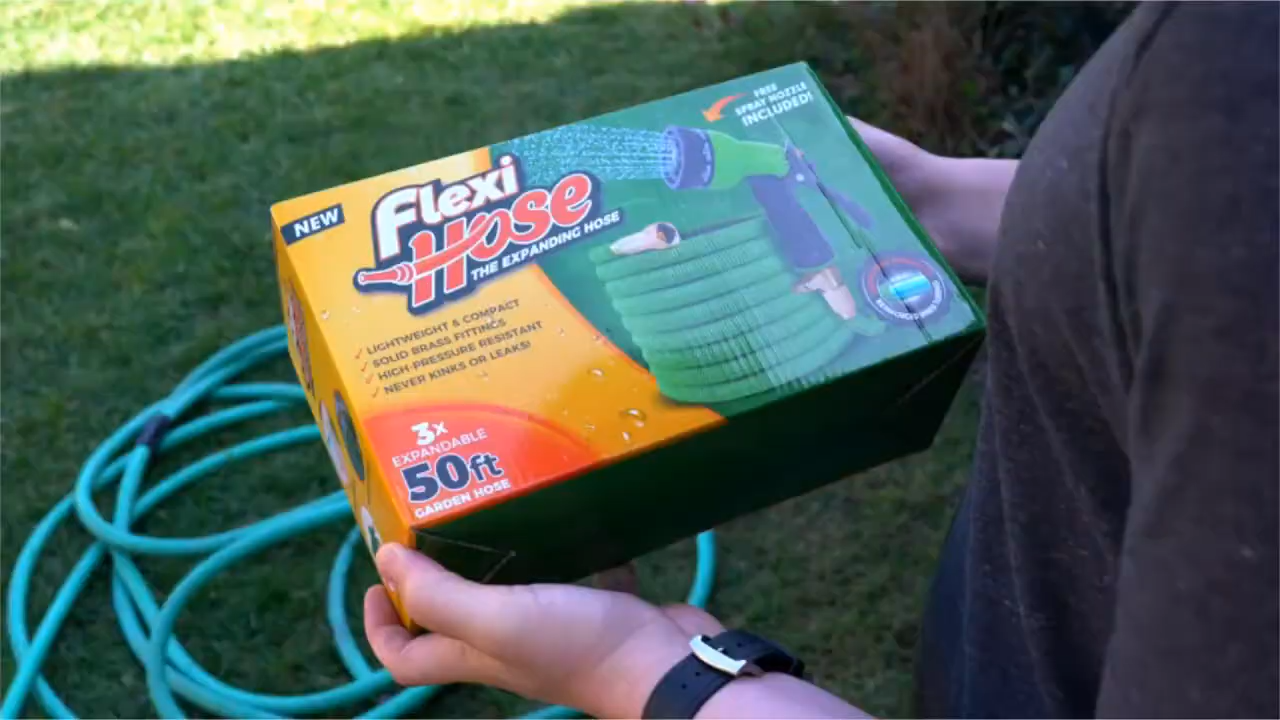 NEW
Flexi
Hose
THE EXPANDING HOSE
FREE
SPRAY NOZZLE
INCLUDED!
LIGHTWEIGHT & COMPACT
SOLID BRASS FITTINGS
HIGH-PRESSURE RESISTANT
NEVER KINKS OR LEAKS!
3x
EXPANDABLE
50ft
GARDEN HOSE